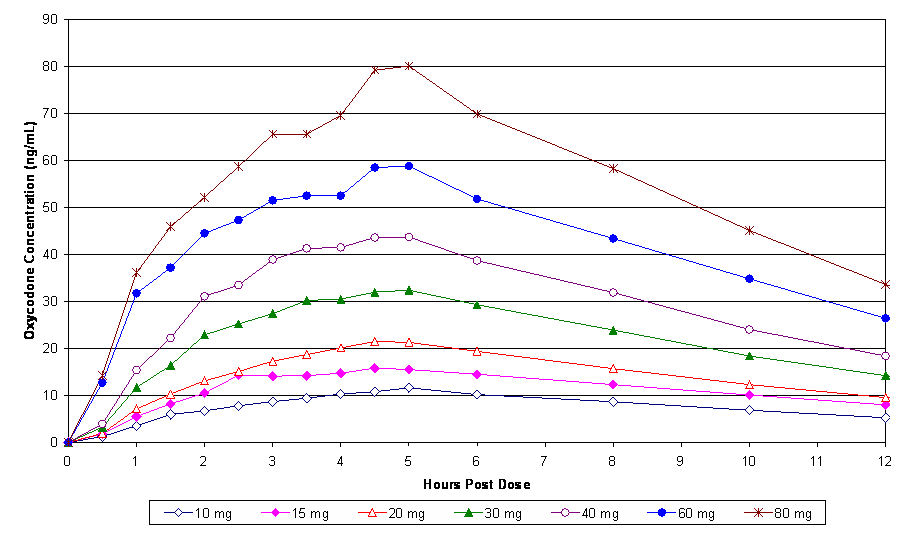 Oxycodone Concentration (ng/mL)
90
80
70
60
50
40
30
20
10
0
0 1 2 3 4 5 6 7 8 9 10 11 12
Hours Post Dose
10 mg 15 mg 20 mg 30 mg 40 mg 60 mg 80 mg